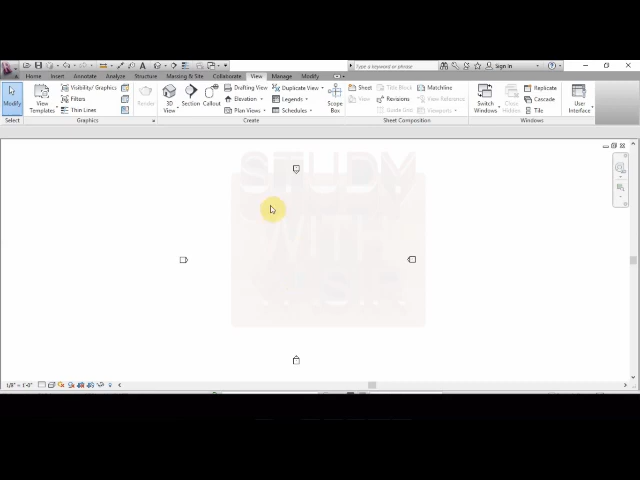 Type a keyword or phrase
Sign In
Home Insert Annotate Analyze Structure Massing & Site Collaborate View Manage Modify
Modify
View Templates
Visibility/ Graphics
Filters
Thin Lines
Render
3D View
Section
Callout
Drafting View
Elevation
Plan Views
Duplicate View
Legends
Schedules
Scope Box
Sheet
View
Title Block
Revisions
Guide Grid
Matchline
View Reference
Viewports
Switch Windows
Close Hidden
Replicate
Cascade
Tile
User Interface
Select
Graphics
Create
Sheet Composition
Windows
STUDY
WITH
1/8" = 1'-0"